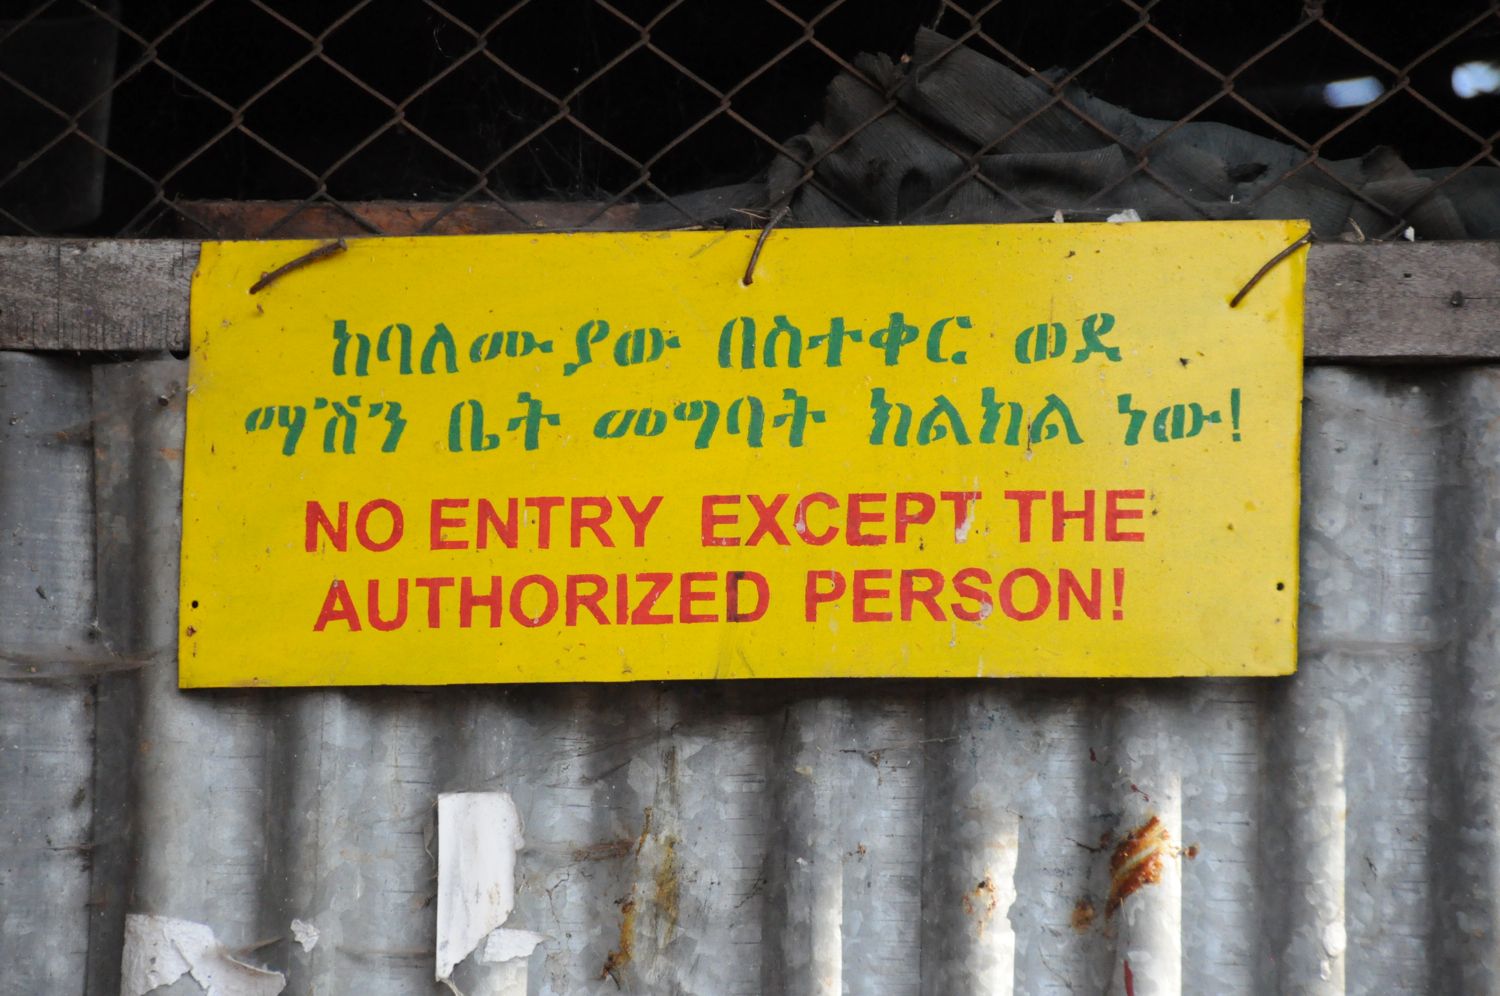 ከባለሙያው በስተቀር ወደ
ማሽን ቤት መግባት ክልክል ነው!
NO ENTRY EXCEPT THE
AUTHORIZED PERSON!